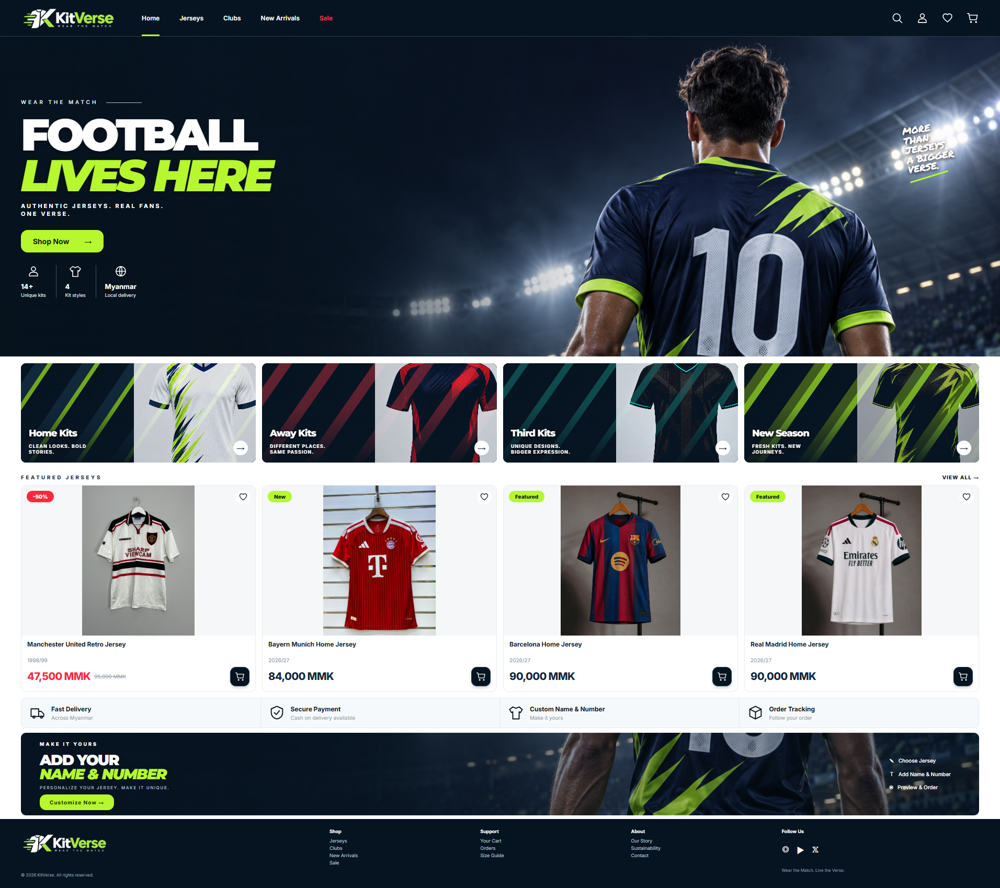 KitVerse
WEAR THE MATCH
Home
Jerseys
Clubs
New Arrivals
Sale
WEAR THE MATCH
FOOTBALL
LIVES HERE
AUTHENTIC JERSEYS. REAL FANS.
ONE VERSE.
Shop Now →
14+
Unique kits
4
Kit styles
Myanmar
Local delivery
MORE
THAN
JERSEYS
A BIGGER
VERSE.
10
Home Kits
CLEAN LOOKS. BOLD
STORIES.
→
Away Kits
DIFFERENT PLACES.
SAME PASSION.
→
Third Kits
UNIQUE DESIGNS.
BIGGER EXPRESSION.
→
New Season
FRESH KITS. NEW
JOURNEYS.
→
FEATURED JERSEYS
VIEW ALL →
-50%
UMBRO
SHARP
VIEWCAM
Manchester United Retro Jersey
1998/99
47,500 MMK 95,000 MMK
New
T
Bayern Munich Home Jersey
2026/27
84,000 MMK
Featured
Barcelona Home Jersey
2026/27
90,000 MMK
Featured
hp
Emirates
FLY BETTER
Real Madrid Home Jersey
2026/27
90,000 MMK
Fast Delivery
Across Myanmar
Secure Payment
Cash on delivery available
Custom Name & Number
Make it yours
Order Tracking
Follow your order
MAKE IT YOURS
ADD YOUR
NAME & NUMBER
PERSONALIZE YOUR JERSEY. MAKE IT UNIQUE.
Customize Now →
Choose Jersey
T Add Name & Number
Preview & Order
KitVerse
WEAR THE MATCH
© 2026 KitVerse. All rights reserved.
Shop
Jerseys
Clubs
New Arrivals
Sale
Support
Your Cart
Orders
Size Guide
About
Our Story
Sustainability
Contact
Follow Us
𝕏
Wear the Match. Live the Verse.